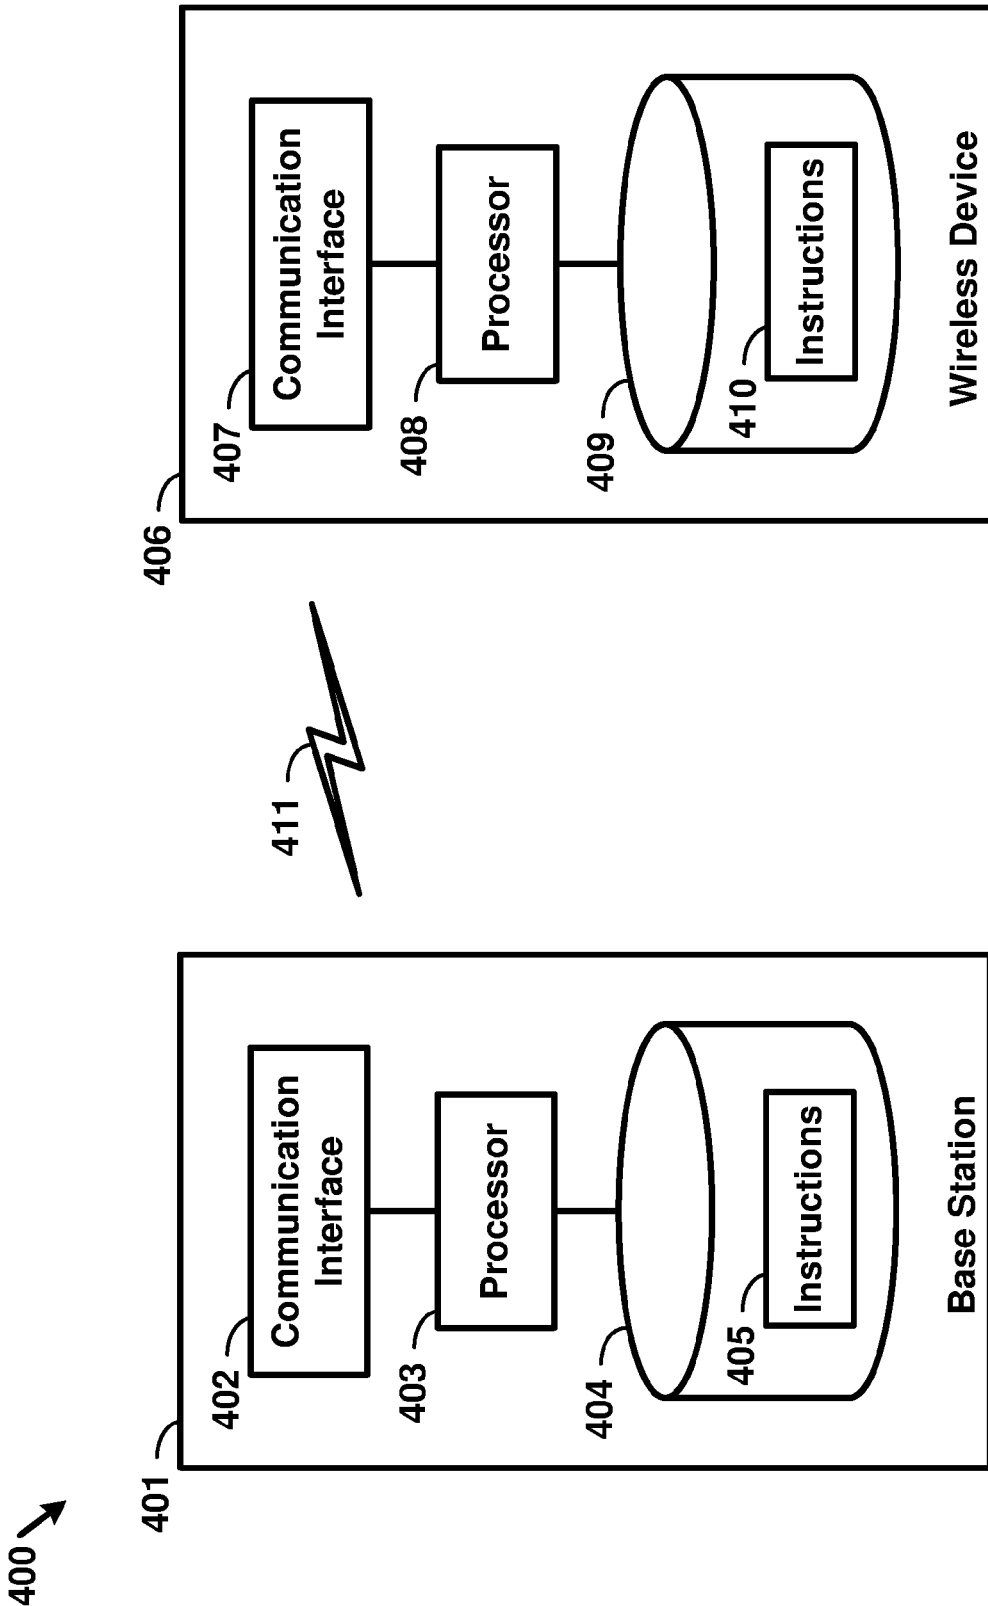 400
401
402
Communication
Interface
403
Processor
404
405
Instructions
Base Station
411
406
407
Communication
Interface
408
Processor
409
410
Instructions
Wireless Device